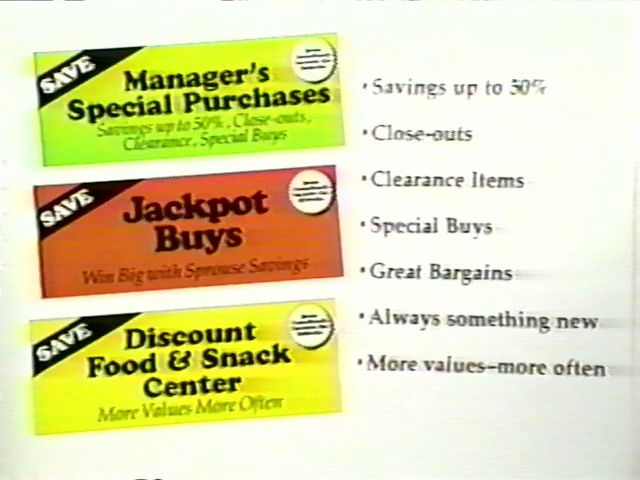 SAVE
Manager's
Special Purchases
Savings up to 50%, Close-outs,
Clearance, Special Buys
SAVE
Jackpot
Buys
Win Big with Sprouse Savings
SAVE
Discount
Food & Snack
Center
More Values More Often
• Savings up to 50%
• Close-outs
• Clearance Items
• Special Buys
• Great Bargains
• Always something new
• More values-more often